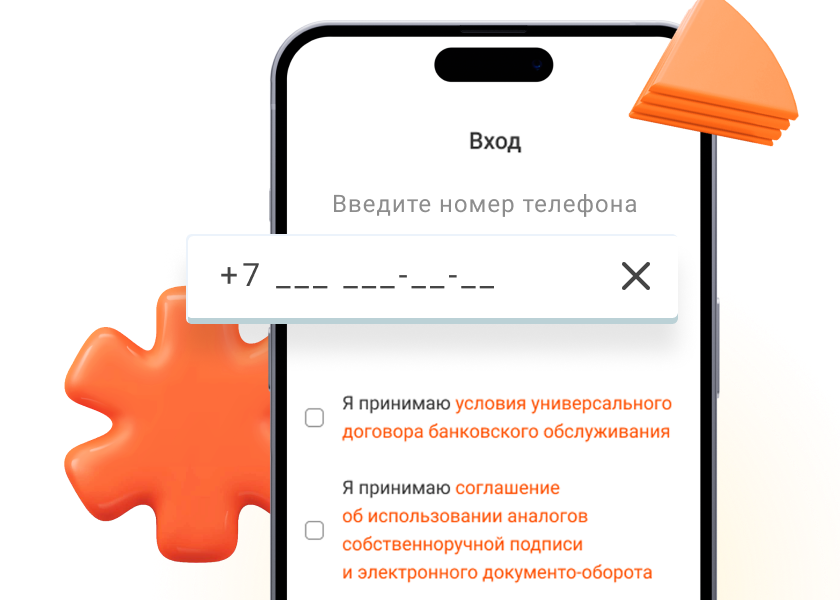 Вход
Введите номер телефона
+7 ___ ___-__-__
Я принимаю условия универсального
договора банковского обслуживания
Я принимаю соглашение
об использовании аналогов
собственноручной подписи
и электронного документо-оборота